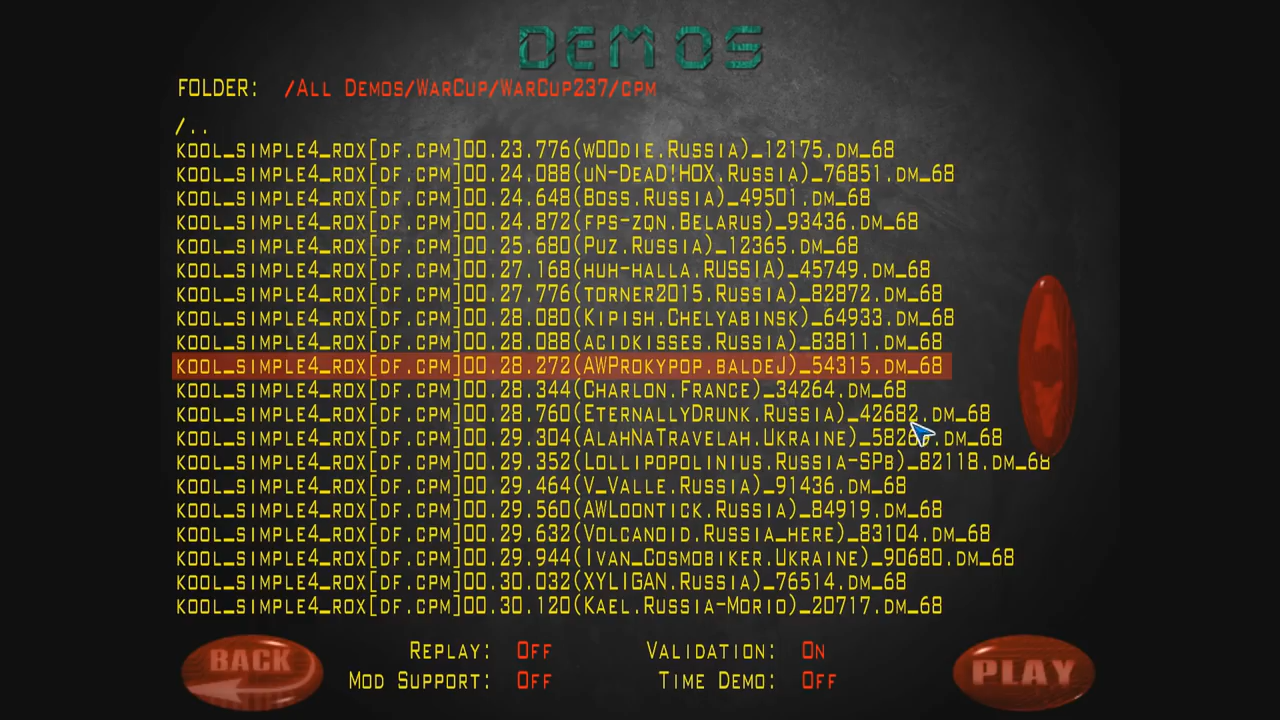 DEMOS
FOLDER: /All Demos/WarCup/WarCup237/cpm
/..
kool_simple4_rox[df.cpm]00.23.776(w00die.Russia)_12175.dm_68
kool_simple4_rox[df.cpm]00.24.088(uN-DeaD!HOX.Russia)_76851.dm_68
kool_simple4_rox[df.cpm]00.24.648(Boss.Russia)_49501.dm_68
kool_simple4_rox[df.cpm]00.24.872(fps-zqn.Belarus)_93436.dm_68
kool_simple4_rox[df.cpm]00.25.680(Puz.Russia)_12365.dm_68
kool_simple4_rox[df.cpm]00.27.168(huh-halla.RUSSIA)_45749.dm_68
kool_simple4_rox[df.cpm]00.27.776(torner2015.Russia)_82872.dm_68
kool_simple4_rox[df.cpm]00.28.080(Kipish.Chelyabinsk)_64933.dm_68
kool_simple4_rox[df.cpm]00.28.088(acidkisses.Russia)_83811.dm_68
kool_simple4_rox[df.cpm]00.28.272(AWProkypop.baldeJ)_54315.dm_68
kool_simple4_rox[df.cpm]00.28.344(Charlon.France)_34264.dm_68
kool_simple4_rox[df.cpm]00.28.760(EternallyDrunk.Russia)_42682.dm_68
kool_simple4_rox[df.cpm]00.29.304(AlahNaTravelah.Ukraine)_5826 .dm_68
kool_simple4_rox[df.cpm]00.29.352(Lollipopolinius.Russia-SPb)_82118.dm_68
kool_simple4_rox[df.cpm]00.29.464(V_Valle.Russia)_91436.dm_68
kool_simple4_rox[df.cpm]00.29.560(AWLoontick.Russia)_84919.dm_68
kool_simple4_rox[df.cpm]00.29.632(Volcanoid.Russia_here)_83104.dm_68
kool_simple4_rox[df.cpm]00.29.944(Ivan_Cosmobiker.Ukraine)_90680.dm_68
kool_simple4_rox[df.cpm]00.30.032(XYLIGAN.Russia)_76514.dm_68
kool_simple4_rox[df.cpm]00.30.120(Kael.Russia-Morio)_20717.dm_68
Replay: Off Validation: On
Mod Support: Off Time Demo: Off
BACK PLAY